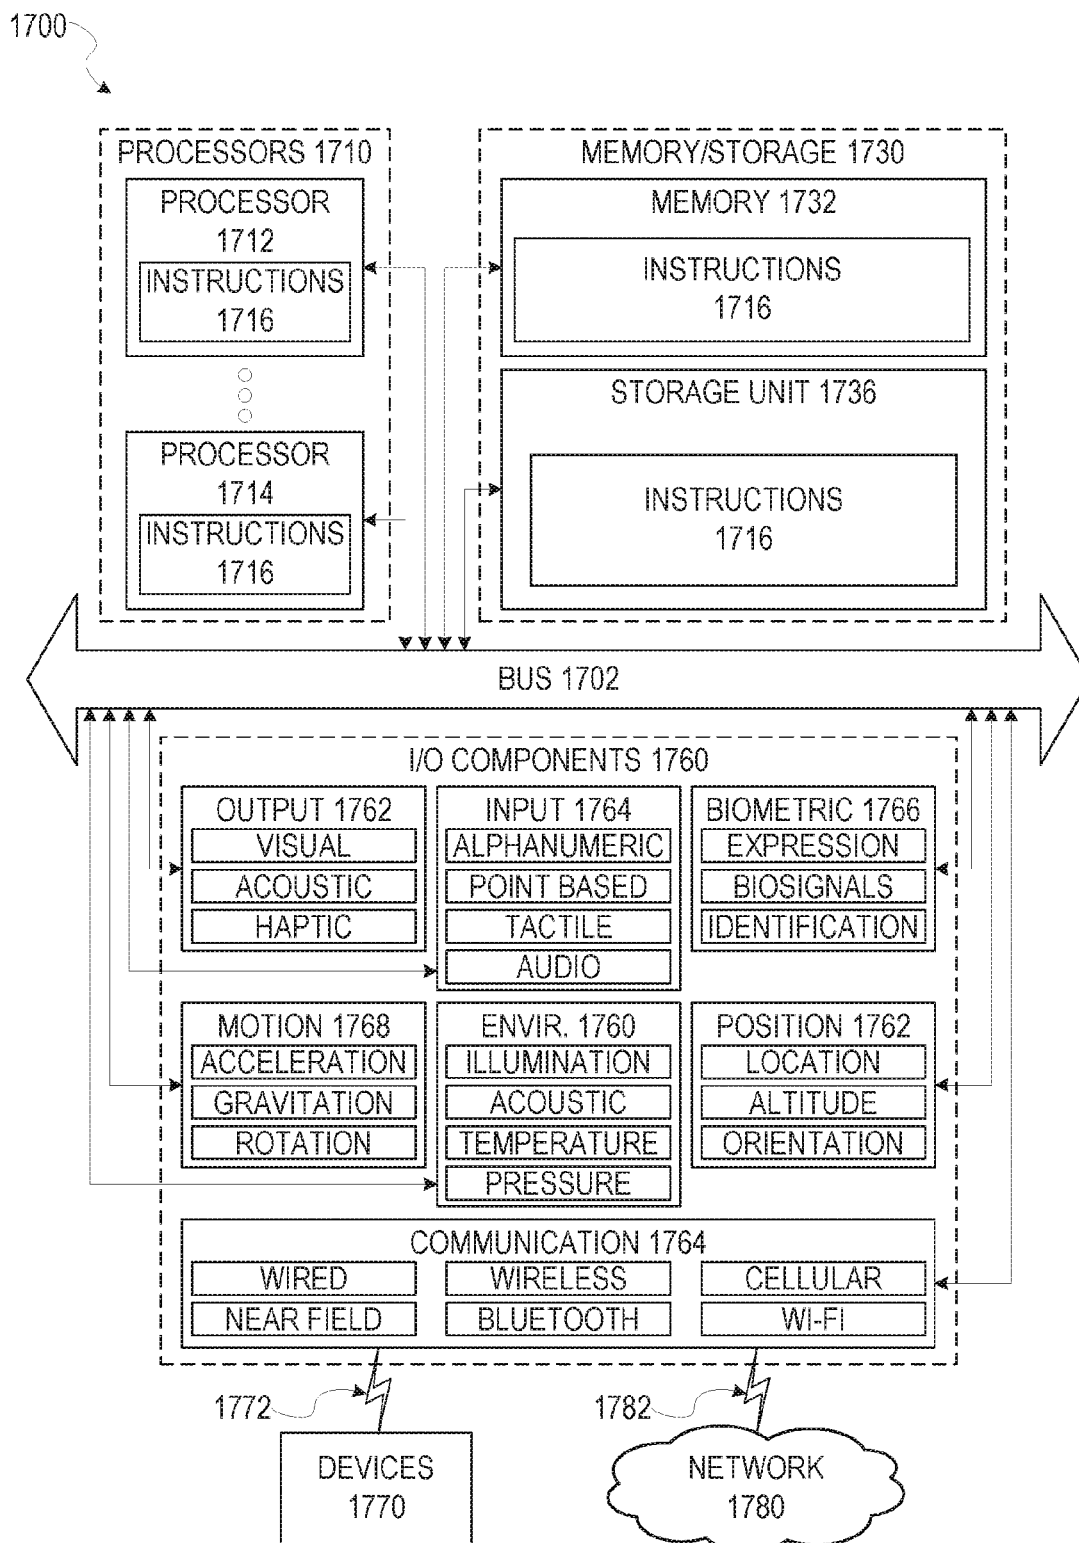 1700
PROCESSORS 1710
PROCESSOR
1712
INSTRUCTIONS
1716
PROCESSOR
1714
INSTRUCTIONS
1716
MEMORY/STORAGE 1730
MEMORY 1732
INSTRUCTIONS
1716
STORAGE UNIT 1736
INSTRUCTIONS
1716
BUS 1702
I/O COMPONENTS 1760
OUTPUT 1762
VISUAL
ACOUSTIC
HAPTIC
INPUT 1764
ALPHANUMERIC
POINT BASED
TACTILE
AUDIO
BIOMETRIC 1766
EXPRESSION
BIOSIGNALS
IDENTIFICATION
MOTION 1768
ACCELERATION
GRAVITATION
ROTATION
ENVIR. 1760
ILLUMINATION
ACOUSTIC
TEMPERATURE
PRESSURE
POSITION 1762
LOCATION
ALTITUDE
ORIENTATION
COMMUNICATION 1764
WIRED
WIRELESS
CELLULAR
NEAR FIELD
BLUETOOTH
WI-FI
1772
1782
DEVICES
1770
NETWORK
1780